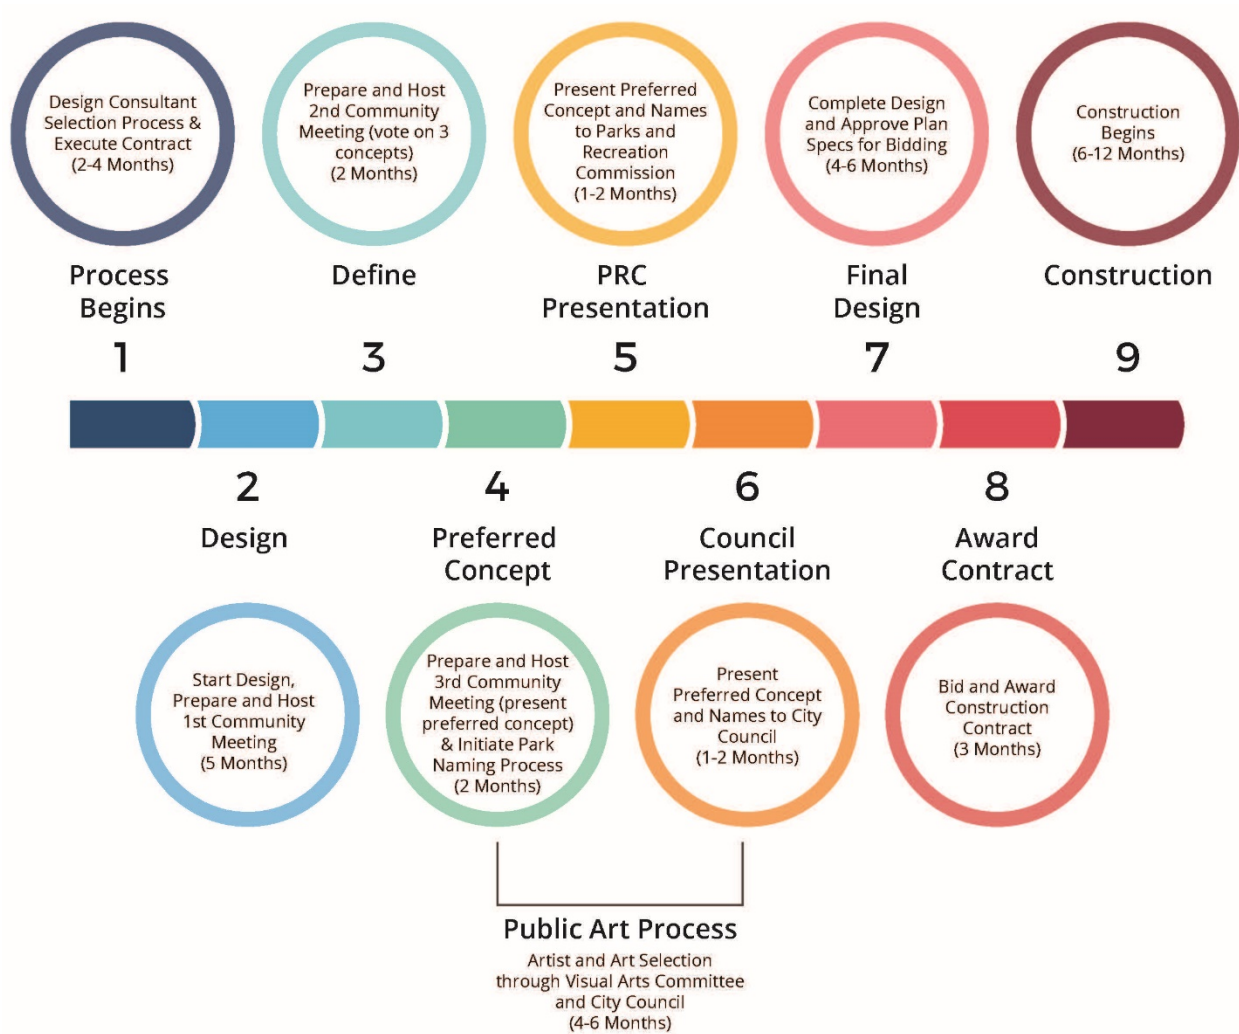 Design Consultant
Selection Process &
Execute Contract
(2-4 Months)
Process
Begins
1
Start Design,
Prepare and Host
1st Community
Meeting
(5 Months)
Design
2
Prepare and Host
2nd Community
Meeting (vote on 3
concepts)
(2 Months)
Define
3
Prepare and Host
3rd Community
Meeting (present
preferred concept)
& Initiate Park
Naming Process
(2 Months)
Preferred
Concept
4
Present Preferred
Concept and Names
to Parks and
Recreation
Commission
(1-2 Months)
PRC
Presentation
5
Present
Preferred Concept
and Names to City
Council
(1-2 Months)
Council
Presentation
6
Complete Design
and Approve Plan
Specs for Bidding
(4-6 Months)
Final
Design
7
Bid and Award
Construction
Contract
(3 Months)
Award
Contract
8
Construction
Begins
(6-12 Months)
Construction
9
Public Art Process
Artist and Art Selection
through Visual Arts Committee
and City Council
(4-6 Months)